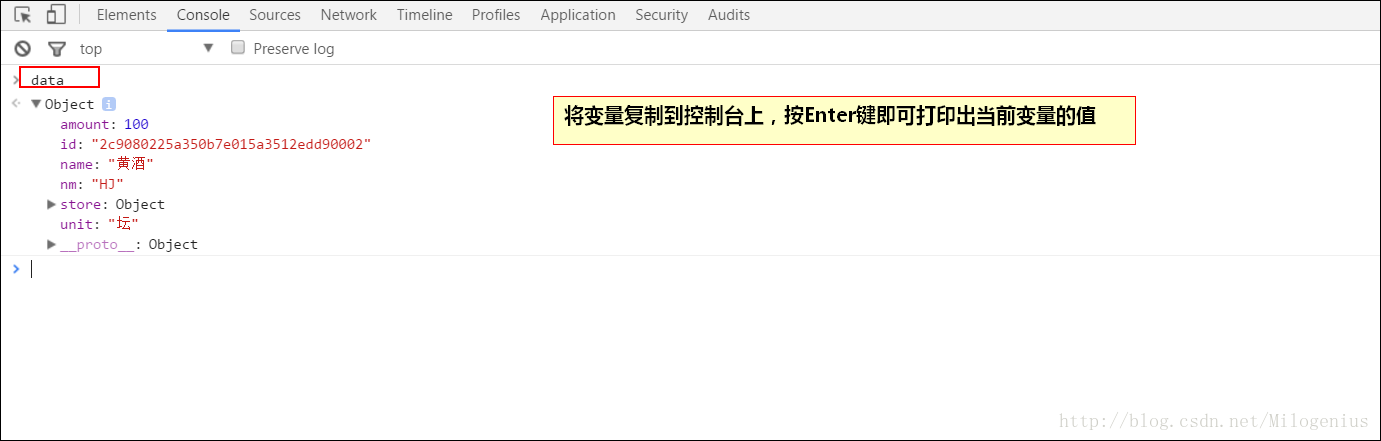 Elements Console Sources Network Timeline Profiles Application Security Audits
top Preserve log
data
Object i
amount: 100
id: "2c9080225a350b7e015a3512edd90002"
name: "黄酒"
nm: "HJ"
store: Object
unit: "坛"
__proto__: Object
将变量复制到控制台上，按Enter键即可打印出当前变量的值
http://blog.csdn.net/Milogenius